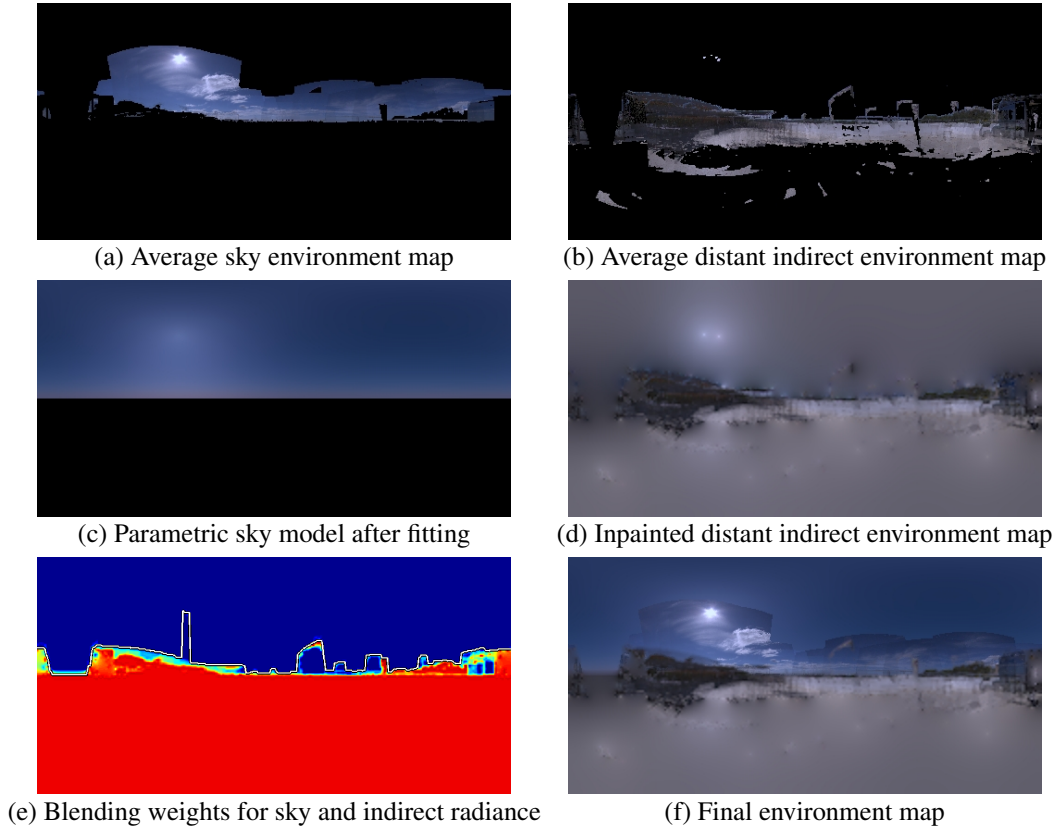 (a) Average sky environment map
(b) Average distant indirect environment map
(c) Parametric sky model after fitting
(d) Inpainted distant indirect environment map
(e) Blending weights for sky and indirect radiance
(f) Final environment map